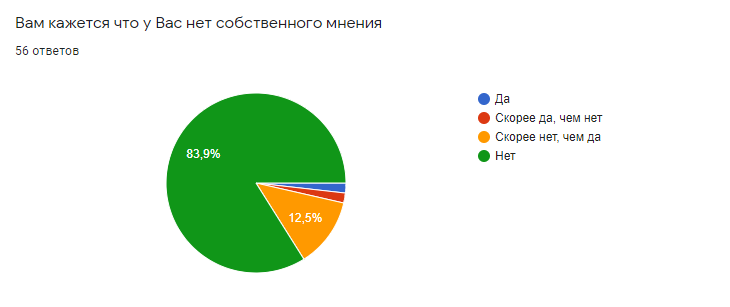 Вам кажется что у Вас нет собственного мнения
56 ответов
Да
Скорее да, чем нет
Скорее нет, чем да
Нет
83,9%
12,5%